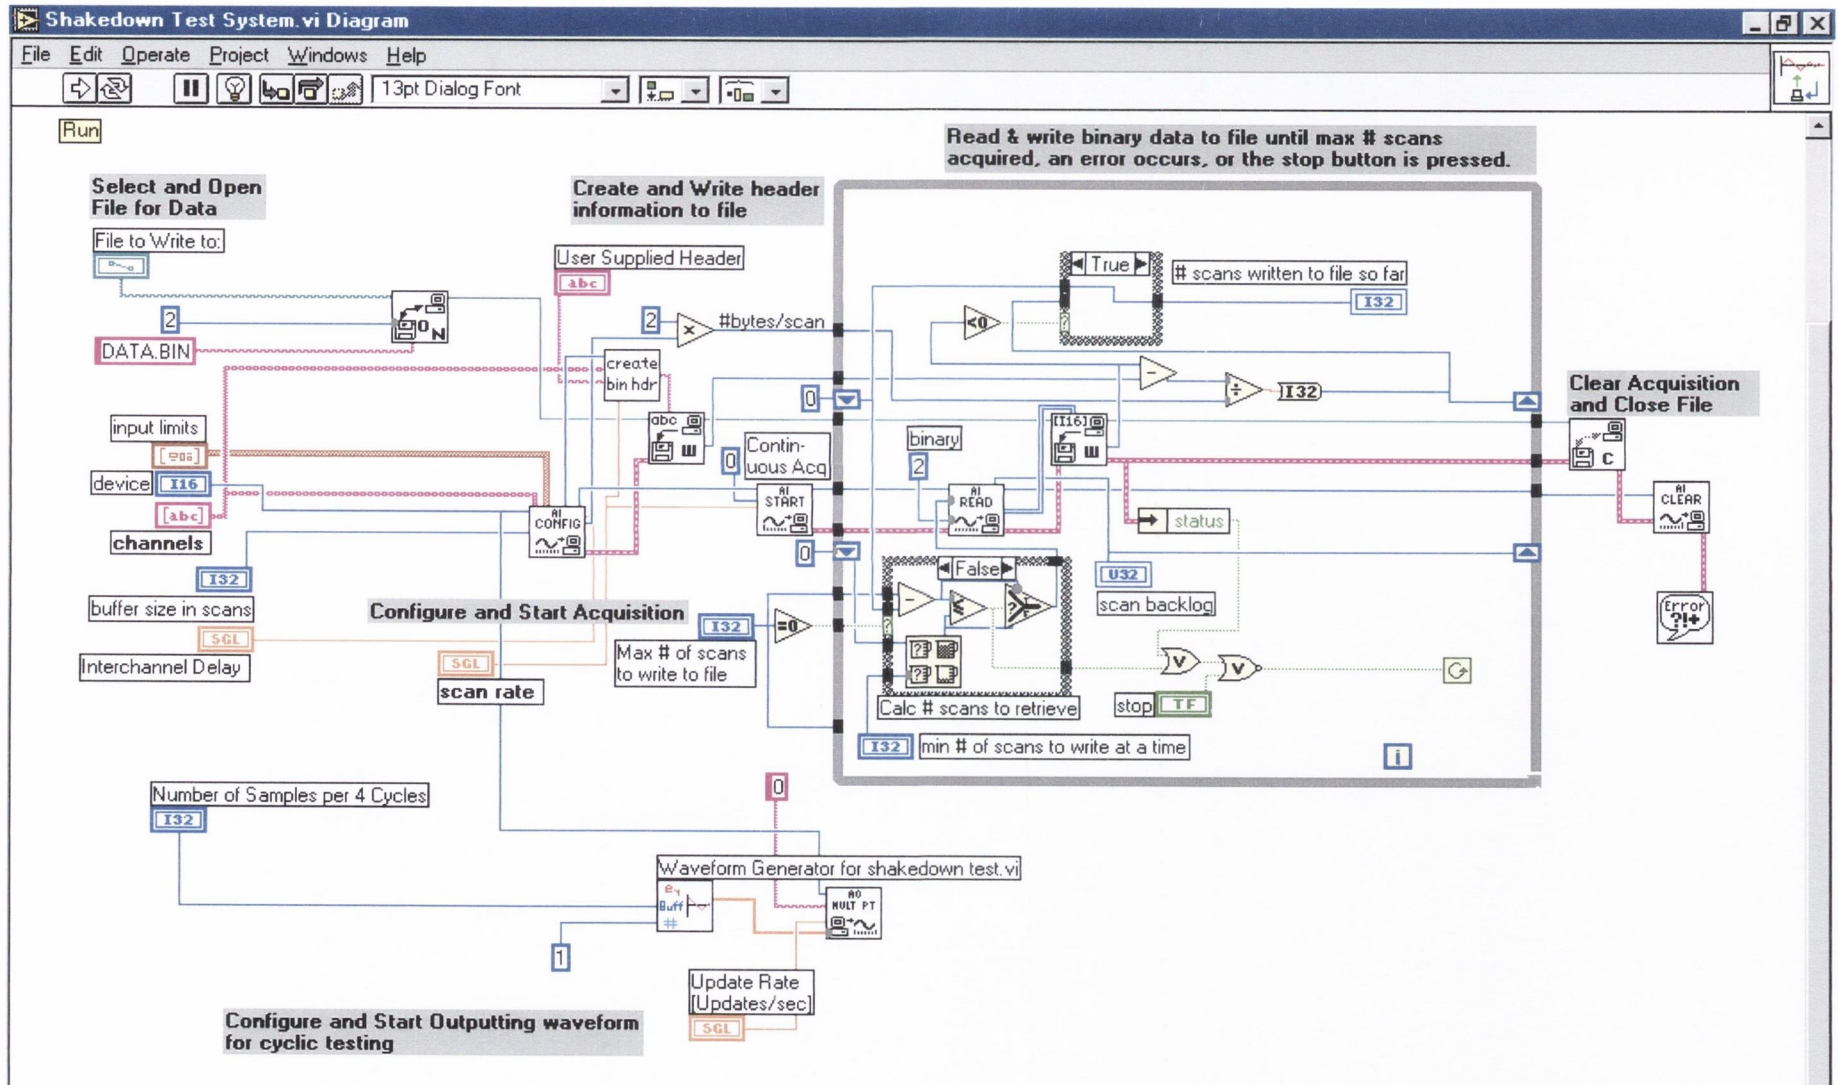 Shakedown Test System.vi Diagram
File Edit Operate Project Windows Help
13pt Dialog Font
Run
Read & write binary data to file until max # scans
acquired, an error occurs, or the stop button is pressed.
Select and Open
File for Data
Create and Write header
information to file
File to Write to:
User Supplied Header
abc
True
# scans written to file so far
I32
2
O
N
2
×
#bytes/scan
<0
DATA.BIN
create
bin hdr
-
÷
I32
0
Clear Acquisition
and Close File
input limits
abc
W
Contin-
uous Acq
0
binary
2
[I16]
W
C
device
I16
[abc]
channels
AI
CONFIG
AI
START
AI
READ
AI
CLEAR
status
0
I32
buffer size in scans
False
U32
scan backlog
Configure and Start Acquisition
I32
=0
-
≤
?
T
F
Error
?!+
SGL
Interchannel Delay
SGL
scan rate
Max # of scans
to write to file
?
?
V
V
stop
TF
Calc # scans to retrieve
I32
min # of scans to write at a time
i
Number of Samples per 4 Cycles
I32
0
Waveform Generator for shakedown test.vi
Buff
#
AO
MULT PT
1
Update Rate
[Updates/sec]
SGL
Configure and Start Outputting waveform
for cyclic testing